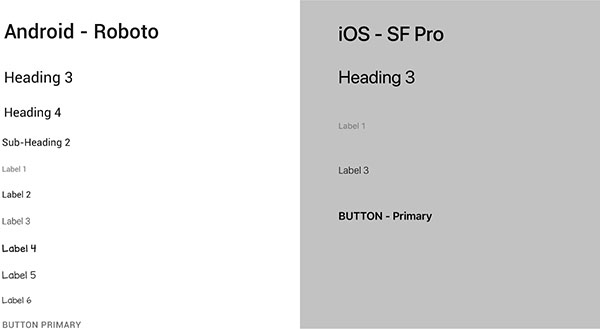 Android - Roboto
Heading 3
Heading 4
Sub-Heading 2
Label 1
Label 2
Label 3
Label 4
Label 5
Label 6
BUTTON PRIMARY
iOS - SF Pro
Heading 3
Label 1
Label 3
BUTTON - Primary